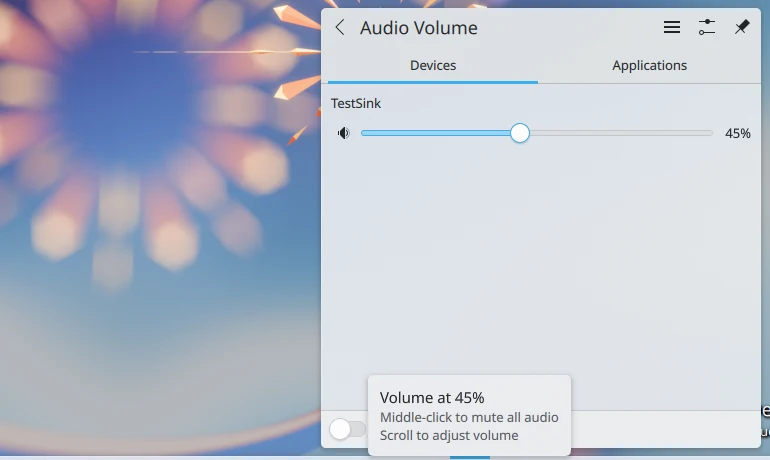 Audio Volume
Devices
Applications
TestSink
45%
Volume at 45%
Middle-click to mute all audio
Scroll to adjust volume